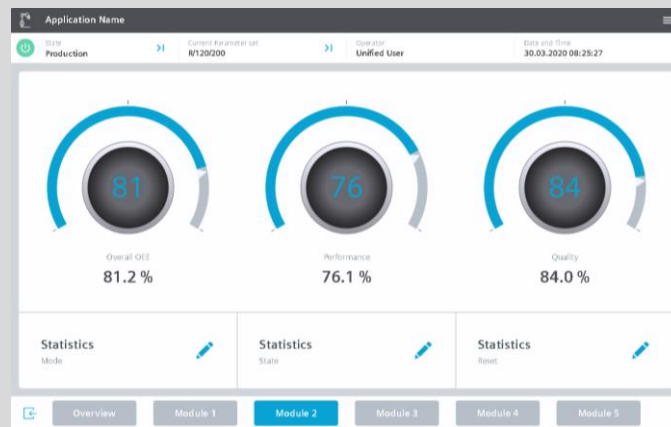 Application Name
State
Production
Current Parameter set
R/120/200
Operator
Unified User
Date and Time
30.03.2020 08:25:27
81
76
84
Overall OEE
Performance
Quality
81.2 %
76.1 %
84.0 %
Statistics
Mode
Statistics
State
Statistics
Reset
Overview
Module 1
Module 2
Module 3
Module 4
Module 5